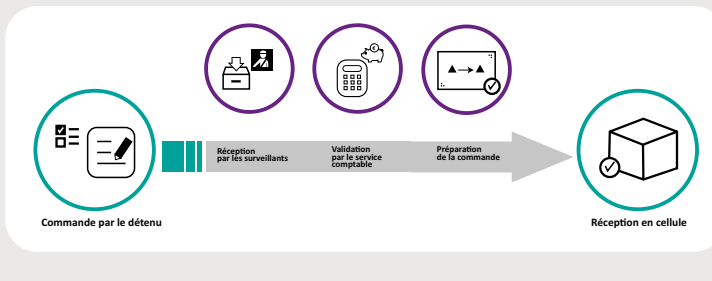 Réception
par les surveillants
Validation
par le service
comptable
Préparation
de la commande
Commande par le détenu
Réception en cellule